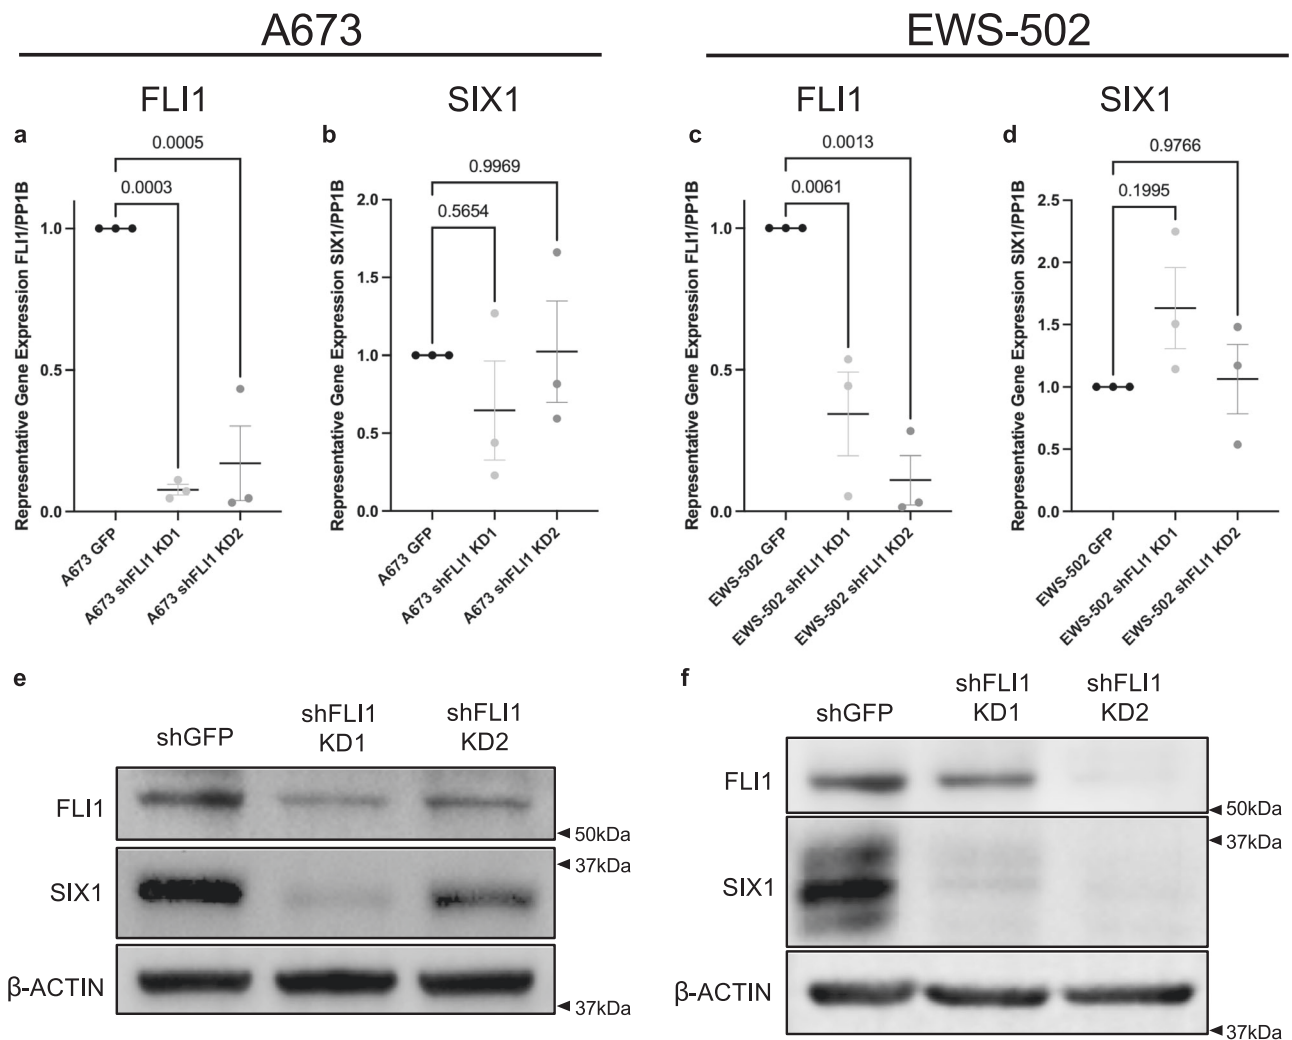 A673
EWS-502
FLI1
SIX1
FLI1
SIX1
a
b
c
d
Representative Gene Expression FLI1/PP1B
0.0005
0.0003
1.0
0.5
0.0
A673 GFP
A673 shFLI1 KD1
A673 shFLI1 KD2
Representative Gene Expression SIX1/PP1B
0.9969
0.5654
2.0
1.5
1.0
0.5
0.0
A673 GFP
A673 shFLI1 KD1
A673 shFLI1 KD2
Representative Gene Expression FLI1/PP1B
0.0013
0.0061
1.0
0.5
0.0
EWS-502 GFP
EWS-502 shFLI1 KD1
EWS-502 shFLI1 KD2
Representative Gene Expression SIX1/PP1B
0.9766
0.1995
2.5
2.0
1.5
1.0
0.5
0.0
EWS-502 GFP
EWS-502 shFLI1 KD1
EWS-502 shFLI1 KD2
e
shGFP
shFLI1
KD1
shFLI1
KD2
FLI1
50kDa
37kDa
SIX1
β-ACTIN
37kDa
f
shGFP
shFLI1
KD1
shFLI1
KD2
FLI1
50kDa
37kDa
SIX1
β-ACTIN
37kDa